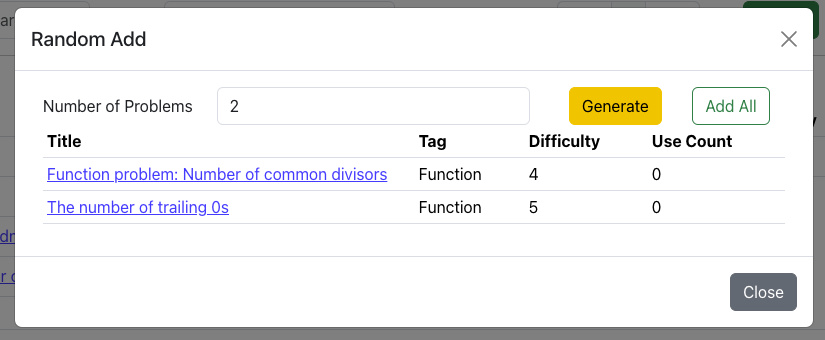 Random Add
Number of Problems 2 Generate Add All
Title Tag Difficulty Use Count
Function problem: Number of common divisors Function 4 0
The number of trailing 0s Function 5 0
Close